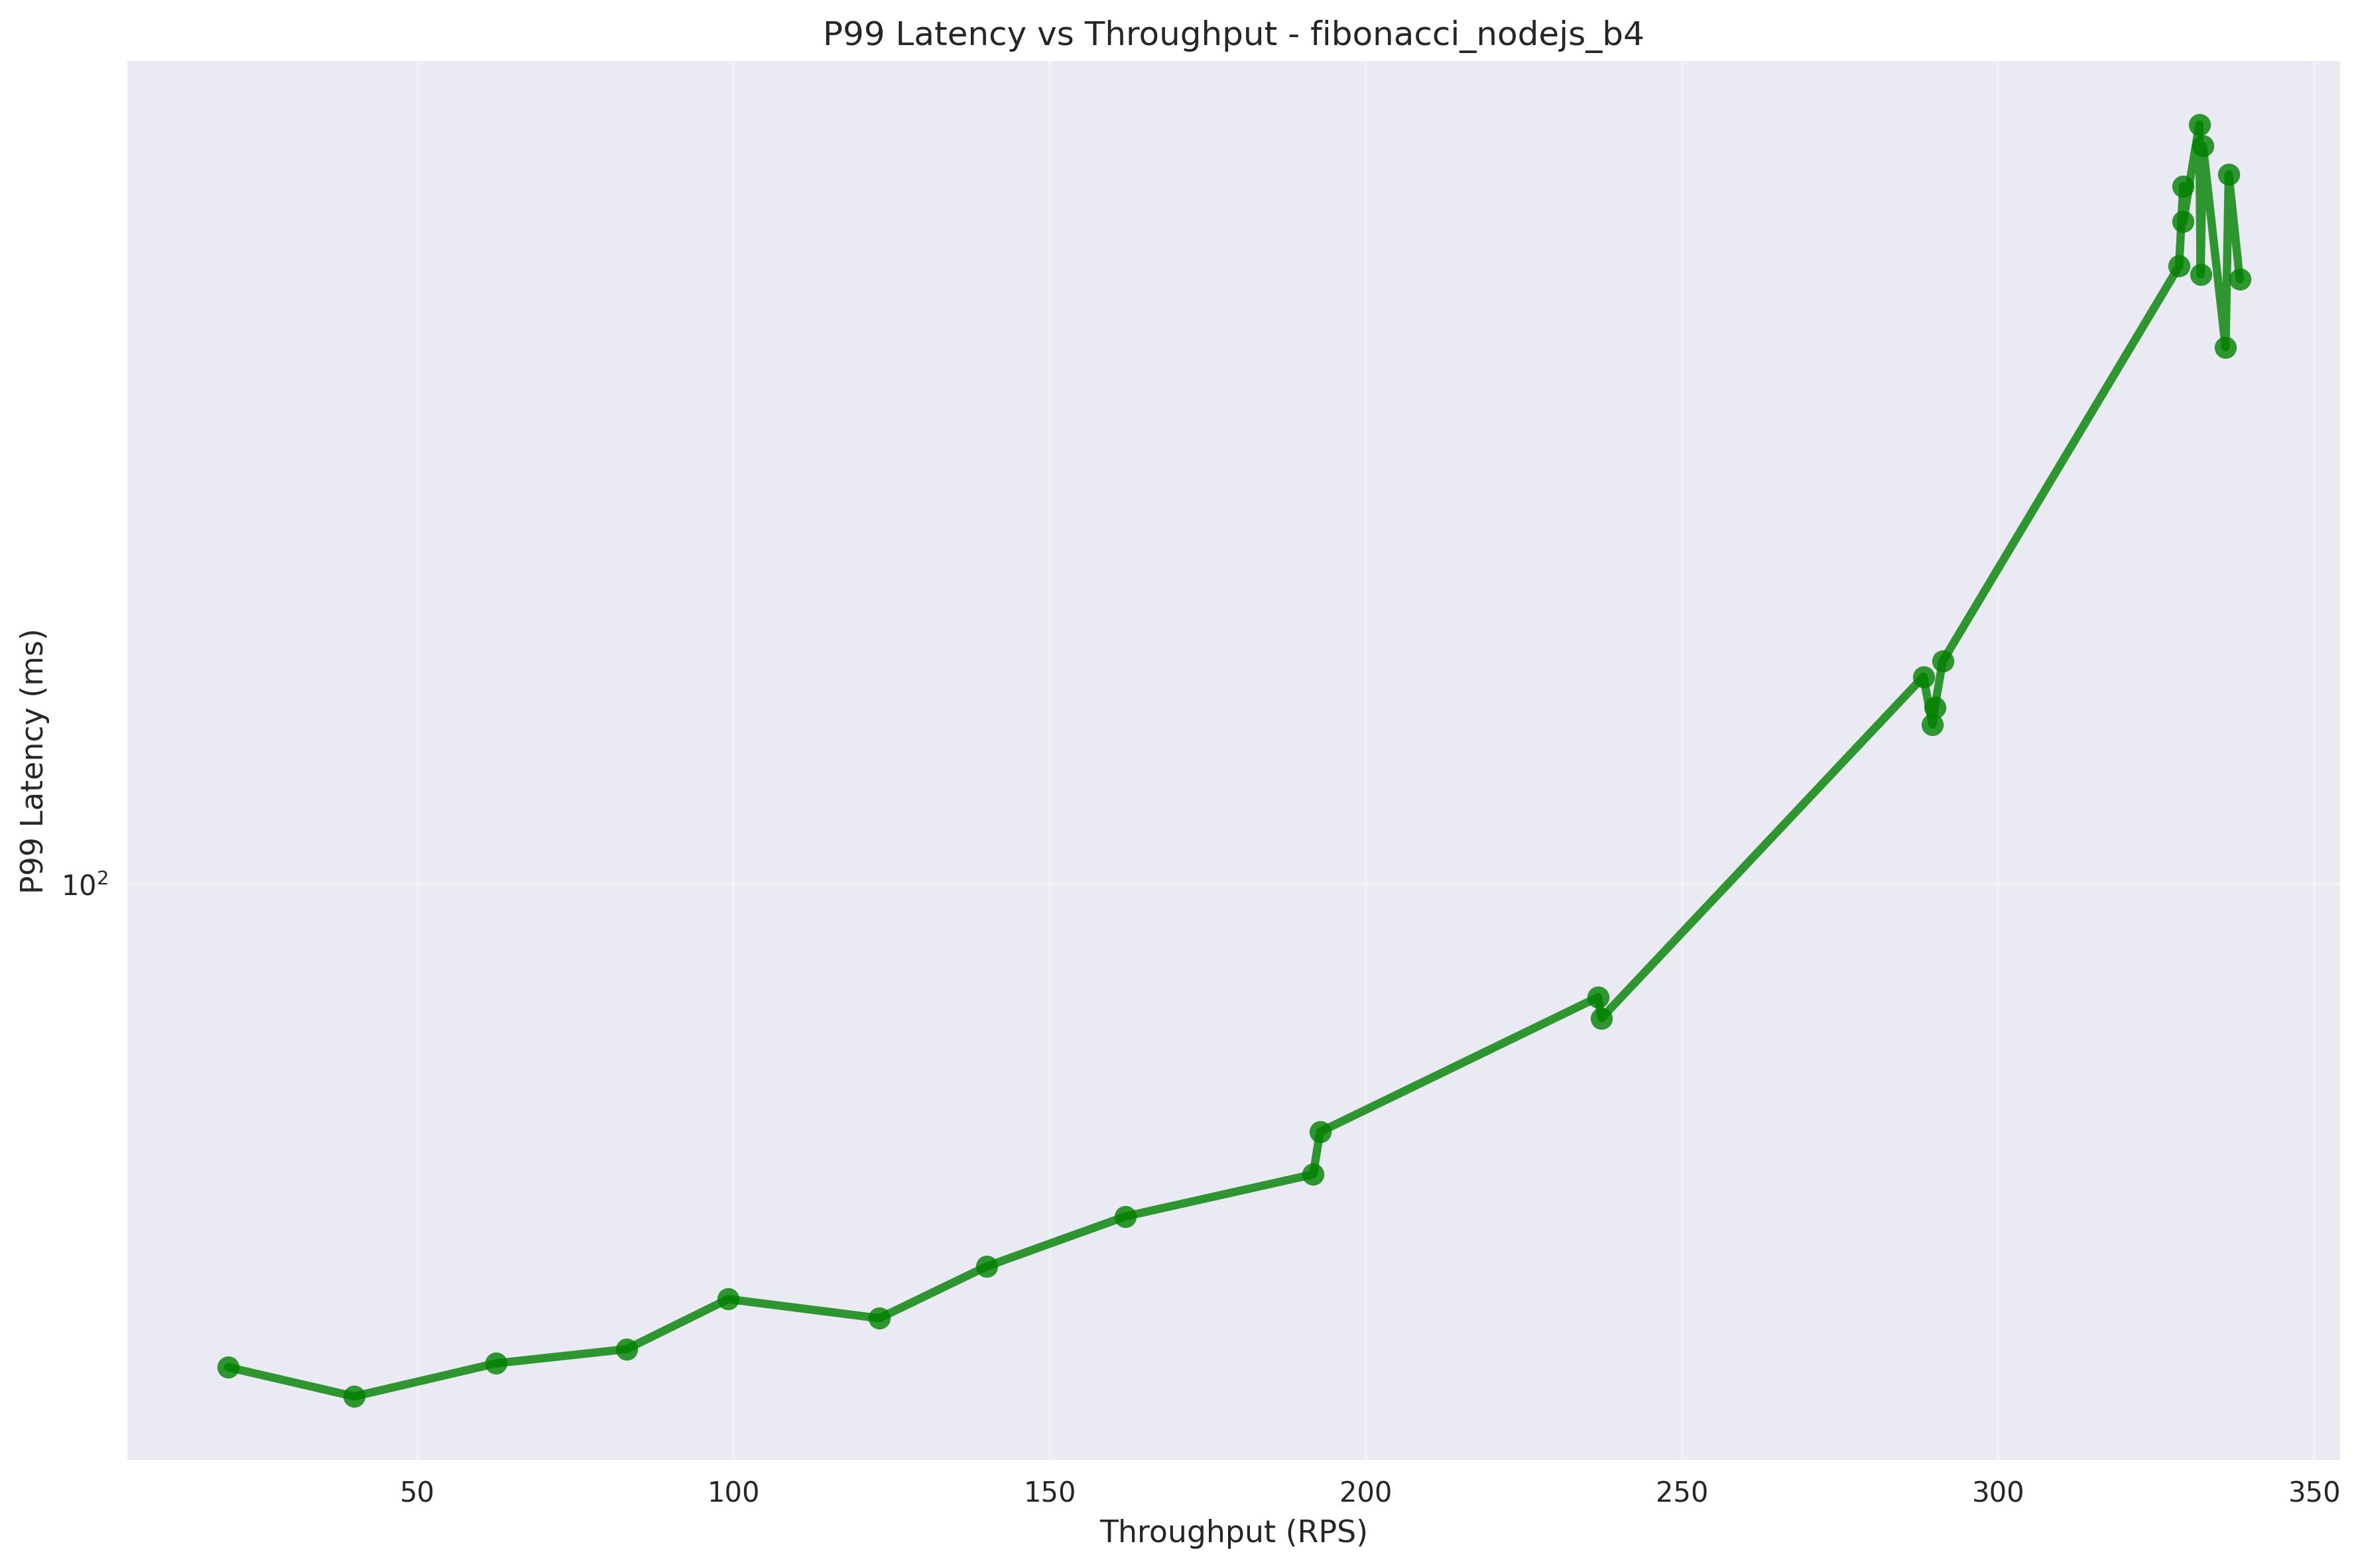 P99 Latency vs Throughput - fibonacci_nodejs_b4
P99 Latency (ms)
10²
50 100 150 200 250 300 350
Throughput (RPS)